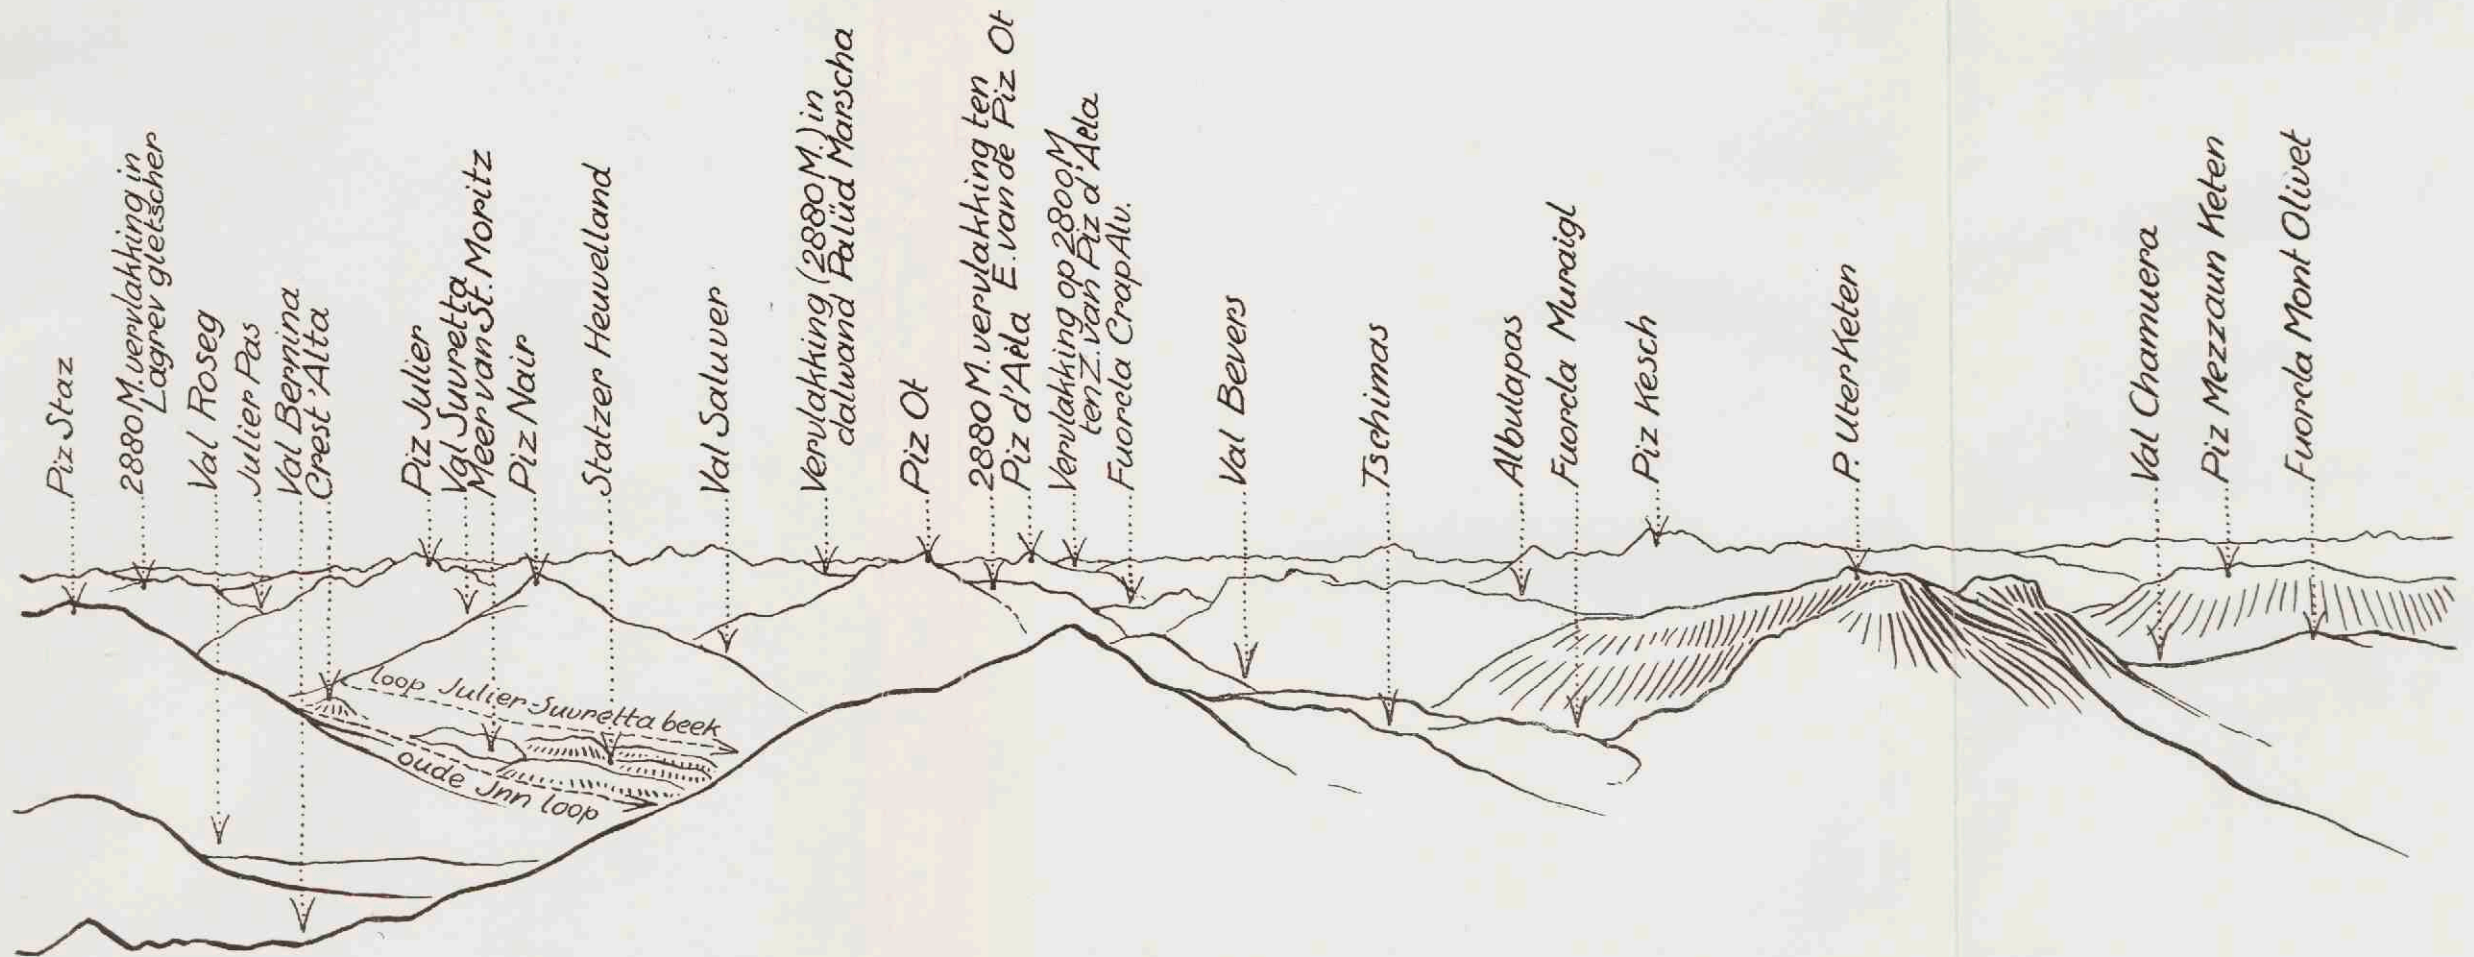 Piz Staz
2880 M. vervlakking in
Lagrev gletscher
Val Roseg
Julier Pas
Val Bernina
Crest 'Alta
Piz Julier
Val Suvretta
Meer van St. Moritz
Piz Nair
Statzer Heuvelland
Val Saluver
Vervlakking (2880 M.) in
dalwand Palüd Marscha
Piz Ot
2880 M. vervlakking ten
E. van de Piz Ot
Piz d'Aela
Vervlakking op 2800 M
ten Z. van Piz d'Aela
Fuorcla Crap Alv.
Val Bevers
Tschimas
Albulapas
Fuorcla Muraigl
Piz Kesch
P. Uter Keten
Val Chamuera
Piz Mezzaun Keten
Fuorcla Mont Olivet
loop Julier-Suvretta beek
oude Jnn loop